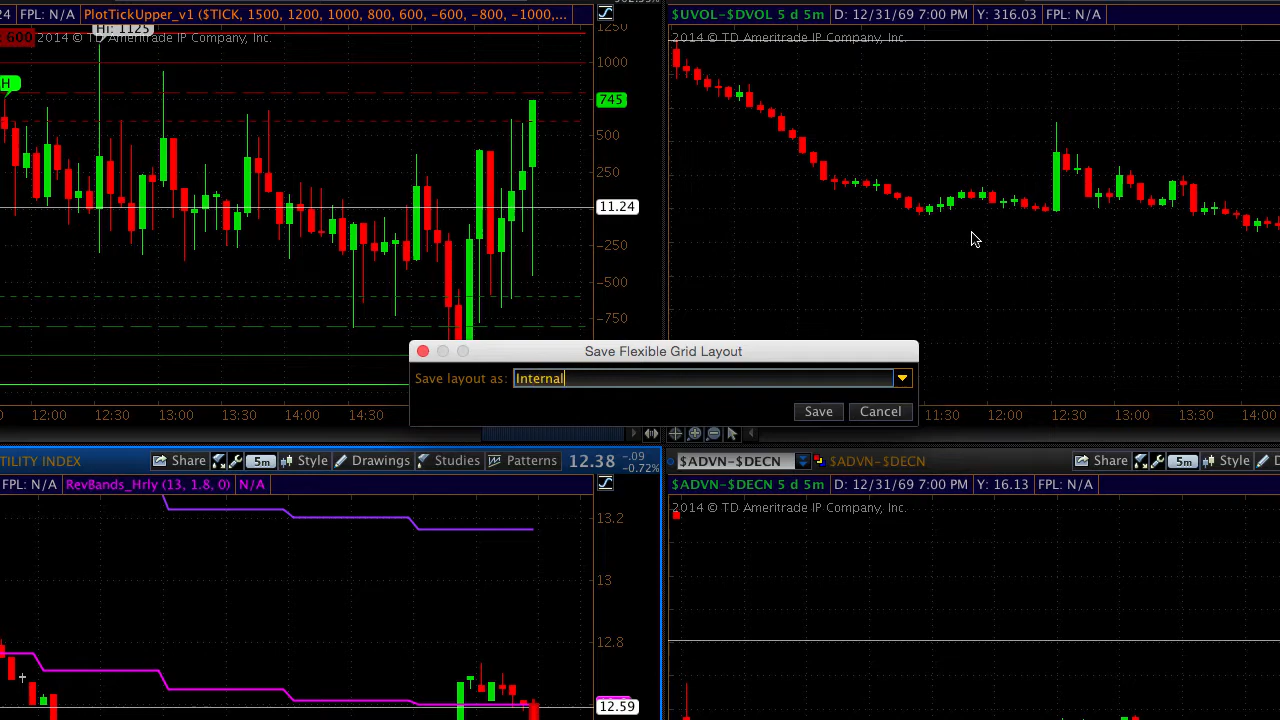 24 FPL: N/A PlotTickUpper_v1 ($TICK, 1500, 1200, 1000, 800, 600, -600, -800, -1000,...
: 600
Hi: 1125
2014 © TD Ameritrade IP Company, Inc.
H
1250
1000
745
500
250
11.24
-250
-500
-750
12:00 12:30 13:00 13:30 14:00 14:30
$UVOL-$DVOL 5 d 5m D: 12/31/69 7:00 PM Y: 316.03 FPL: N/A
2014 © TD Ameritrade IP Company, Inc.
11:30 12:00 12:30 13:00 13:30 14:00
Save Flexible Grid Layout
Save layout as: Internal
Save Cancel
TILITY INDEX Share 5m Style Drawings Studies Patterns 12.38 -.09
-0.72%
FPL: N/A RevBands_Hrly (13, 1.8, 0) N/A
13.2
13
12.8
12.59
$ADVN-$DECN $ADVN-$DECN Share 5m Style
$ADVN-$DECN 5 d 5m D: 12/31/69 7:00 PM Y: 16.13 FPL: N/A
2014 © TD Ameritrade IP Company, Inc.